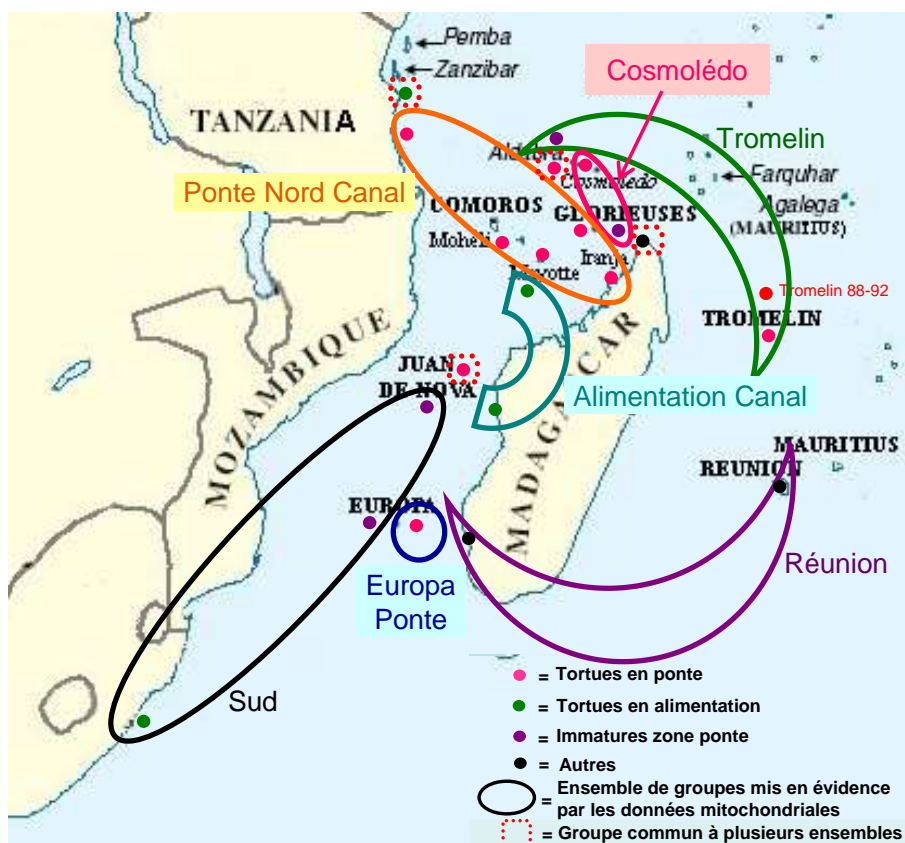 Pemba
Zanzibar
Cosmolédo
TANZANIA
Tromelin
Aldabra
Cosmoledo
Farquhar
Ponte Nord Canal
COMOROS
GLORIEUSES
Agalega
(MAURITIUS)
Moheli
Iranja
Mayotte
Tromelin 88-92
TROMELIN
MOZAMBIQUE
JUAN
DE NOVA
MADAGASCAR
Alimentation Canal
MAURITIUS
REUNION
EUROPA
Réunion
Europa
Ponte
Sud
= Tortues en ponte
= Tortues en alimentation
= Immatures zone ponte
= Autres
= Ensemble de groupes mis en évidence
par les données mitochondriales
= Groupe commun à plusieurs ensembles